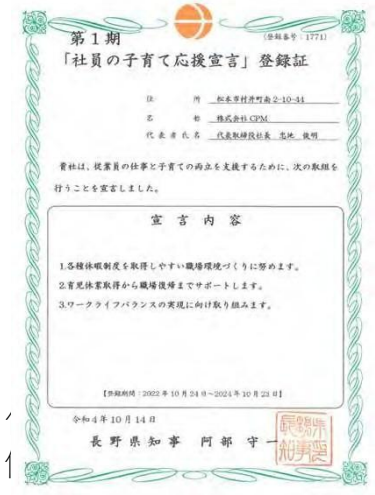 (登録番号:1771)
第1期
「社員の子育て応援宣言」登録証
住 所 松本市村井町南2-10-44
名 称 株式会社CPM
代表者氏名 代表取締役社長 忠地 俊明
貴社は、従業員の仕事と子育ての両立を支援するために、次の取組を
行うことを宣言しました。
宣言内容
1.各種休暇制度を取得しやすい職場環境づくりに努めます。
2.育児休業取得から職場復帰までサポートします。
3.ワークライフバランスの実現に向け取り組みます。
【登録期間:2022年10月24日~2024年10月23日】
令和4年10月14日
長野県知事 阿部 守一
長野県知事印